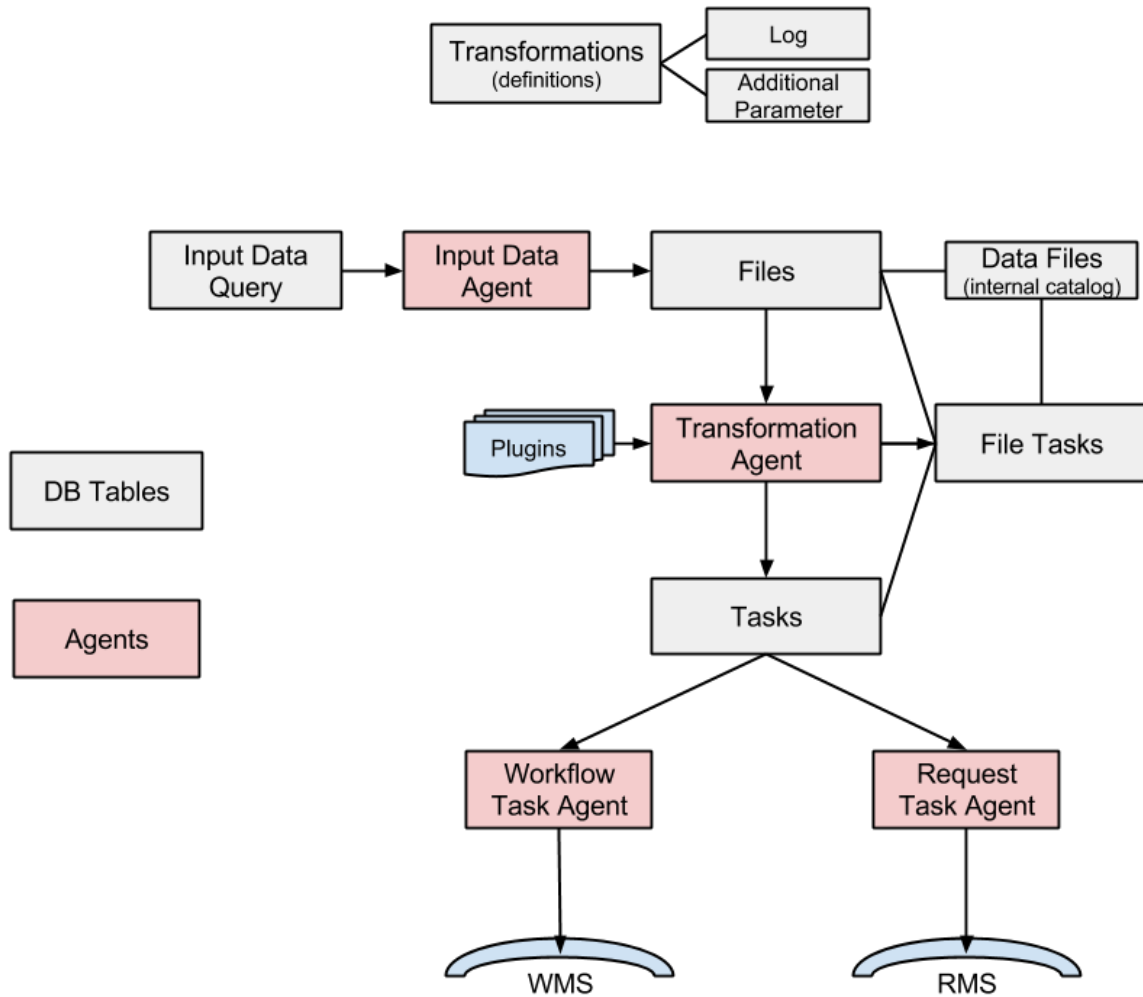 Transformations
(definitions)
Log
Additional
Parameter
Input Data
Query
Input Data
Agent
Files
Data Files
(internal catalog)
Plugins
Transformation
Agent
File Tasks
DB Tables
Agents
Tasks
Workflow
Task Agent
Request
Task Agent
WMS
RMS